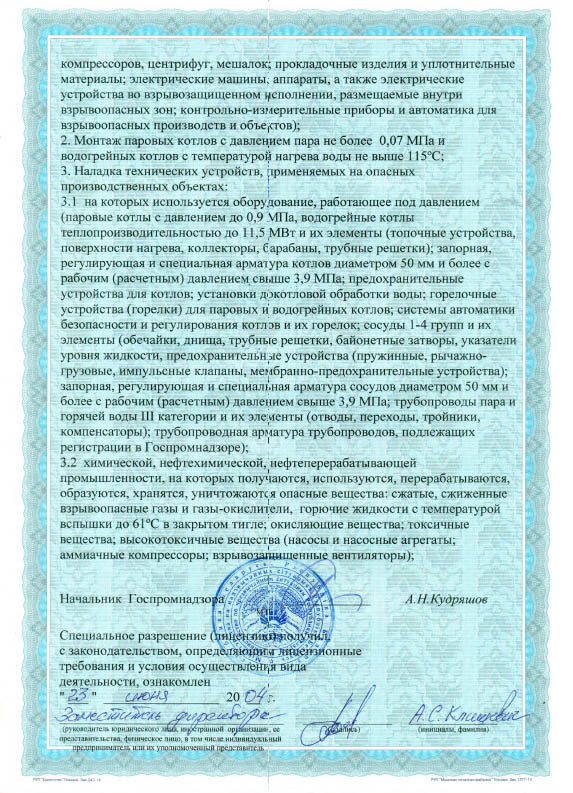 компрессоров, центрифуг, мешалок; прокладочные изделия и уплотнительные
материалы; электрические машины, аппараты, а также электрические
устройства во взрывозащищенном исполнении, размещаемые внутри
взрывоопасных зон; контрольно-измерительные приборы и автоматика для
взрывоопасных производств и объектов);
2. Монтаж паровых котлов с давлением пара не более 0,07 МПа и
водогрейных котлов с температурой нагрева воды не выше 115°С;
3. Наладка технических устройств, применяемых на опасных
производственных объектах:
3.1 на которых используется оборудование, работающее под давлением
(паровые котлы с давлением до 0,9 МПа, водогрейные котлы
теплопроизводительностью до 11,5 МВт и их элементы (топочные устройства,
поверхности нагрева, коллекторы, барабаны, трубные решетки); запорная,
регулирующая и специальная арматура котлов диаметром 50 мм и более с
рабочим (расчетным) давлением свыше 3,9 МПа; предохранительные
устройства для котлов; установки докотловой обработки воды; горелочные
устройства (горелки) для паровых и водогрейных котлов; системы автоматики
безопасности и регулирования котлов и их горелок; сосуды 1-4 групп и их
элементы (обечайки, днища, трубные решетки, байонетные затворы, указатели
уровня жидкости, предохранительные устройства (пружинные, рычажно-
грузовые, импульсные клапаны, мембранно-предохранительные устройства);
запорная, регулирующая и специальная арматура сосудов диаметром 50 мм и
более с рабочим (расчетным) давлением свыше 3,9 МПа; трубопроводы пара и
горячей воды III категории и их элементы (отводы, переходы, тройники,
компенсаторы); трубопроводная арматура трубопроводов, подлежащих
регистрации в Госпромнадзоре);
3.2 химической, нефтехимической, нефтеперерабатывающей
промышленности, на которых получаются, используются, перерабатываются,
образуются, хранятся, уничтожаются опасные вещества: сжатые, сжиженные
взрывоопасные газы и газы-окислители, горючие жидкости с температурой
вспышки до 61°С в закрытом тигле; окисляющие вещества; токсичные
вещества; высокотоксичные вещества (насосы и насосные агрегаты;
аммиачные компрессоры; взрывозащищенные вентиляторы);
Начальник Госпромнадзора А.Н.Кудряшов
Специальное разрешение (лицензию) получил,
с законодательством, определяющим лицензионные
требования и условия осуществления вида
деятельности, ознакомлен
"23" июня 2004 г.
Заместитель директора А.С.
(руководитель юридического лица, иностранной организации, ее (подпись) (инициалы, фамилия)
представительства, физическое лицо, в том числе индивидуальный
предприниматель или их уполномоченный представитель